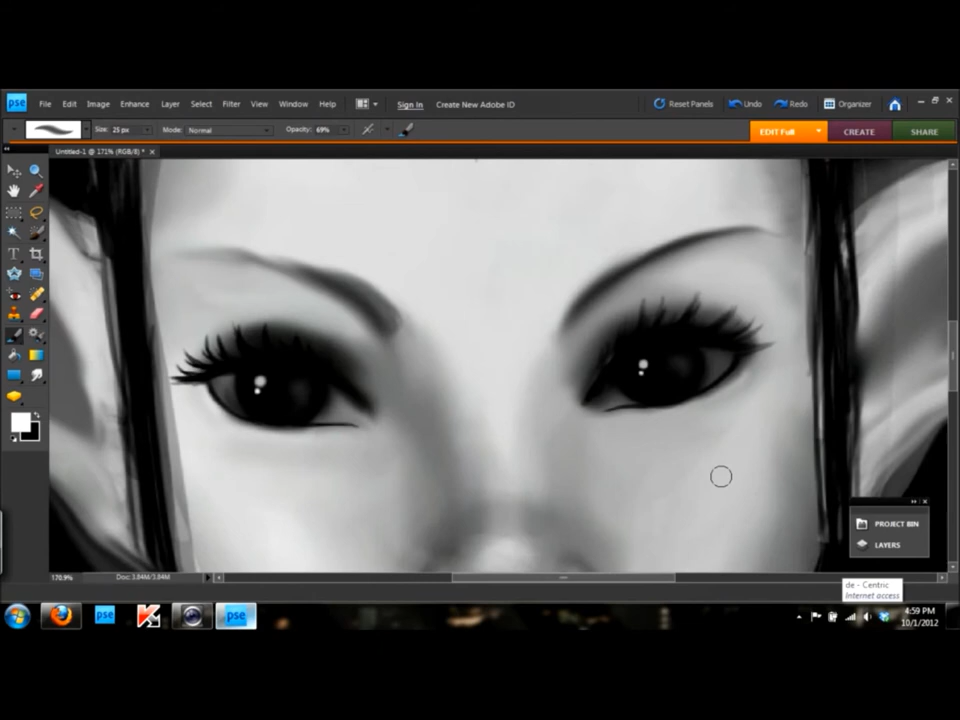 pse File Edit Image Enhance Layer Select Filter View Window Help Sign In Create New Adobe ID Reset Panels Undo Redo Organizer
Size: 25 px Mode: Normal Opacity: 69% EDIT Full CREATE SHARE
Untitled-1 @ 171% (RGB/8) *
T
PROJECT BIN
LAYERS
170.9% Doc: 3.84M/3.84M
de - Centric
Internet access
pse pse
4:59 PM
10/1/2012